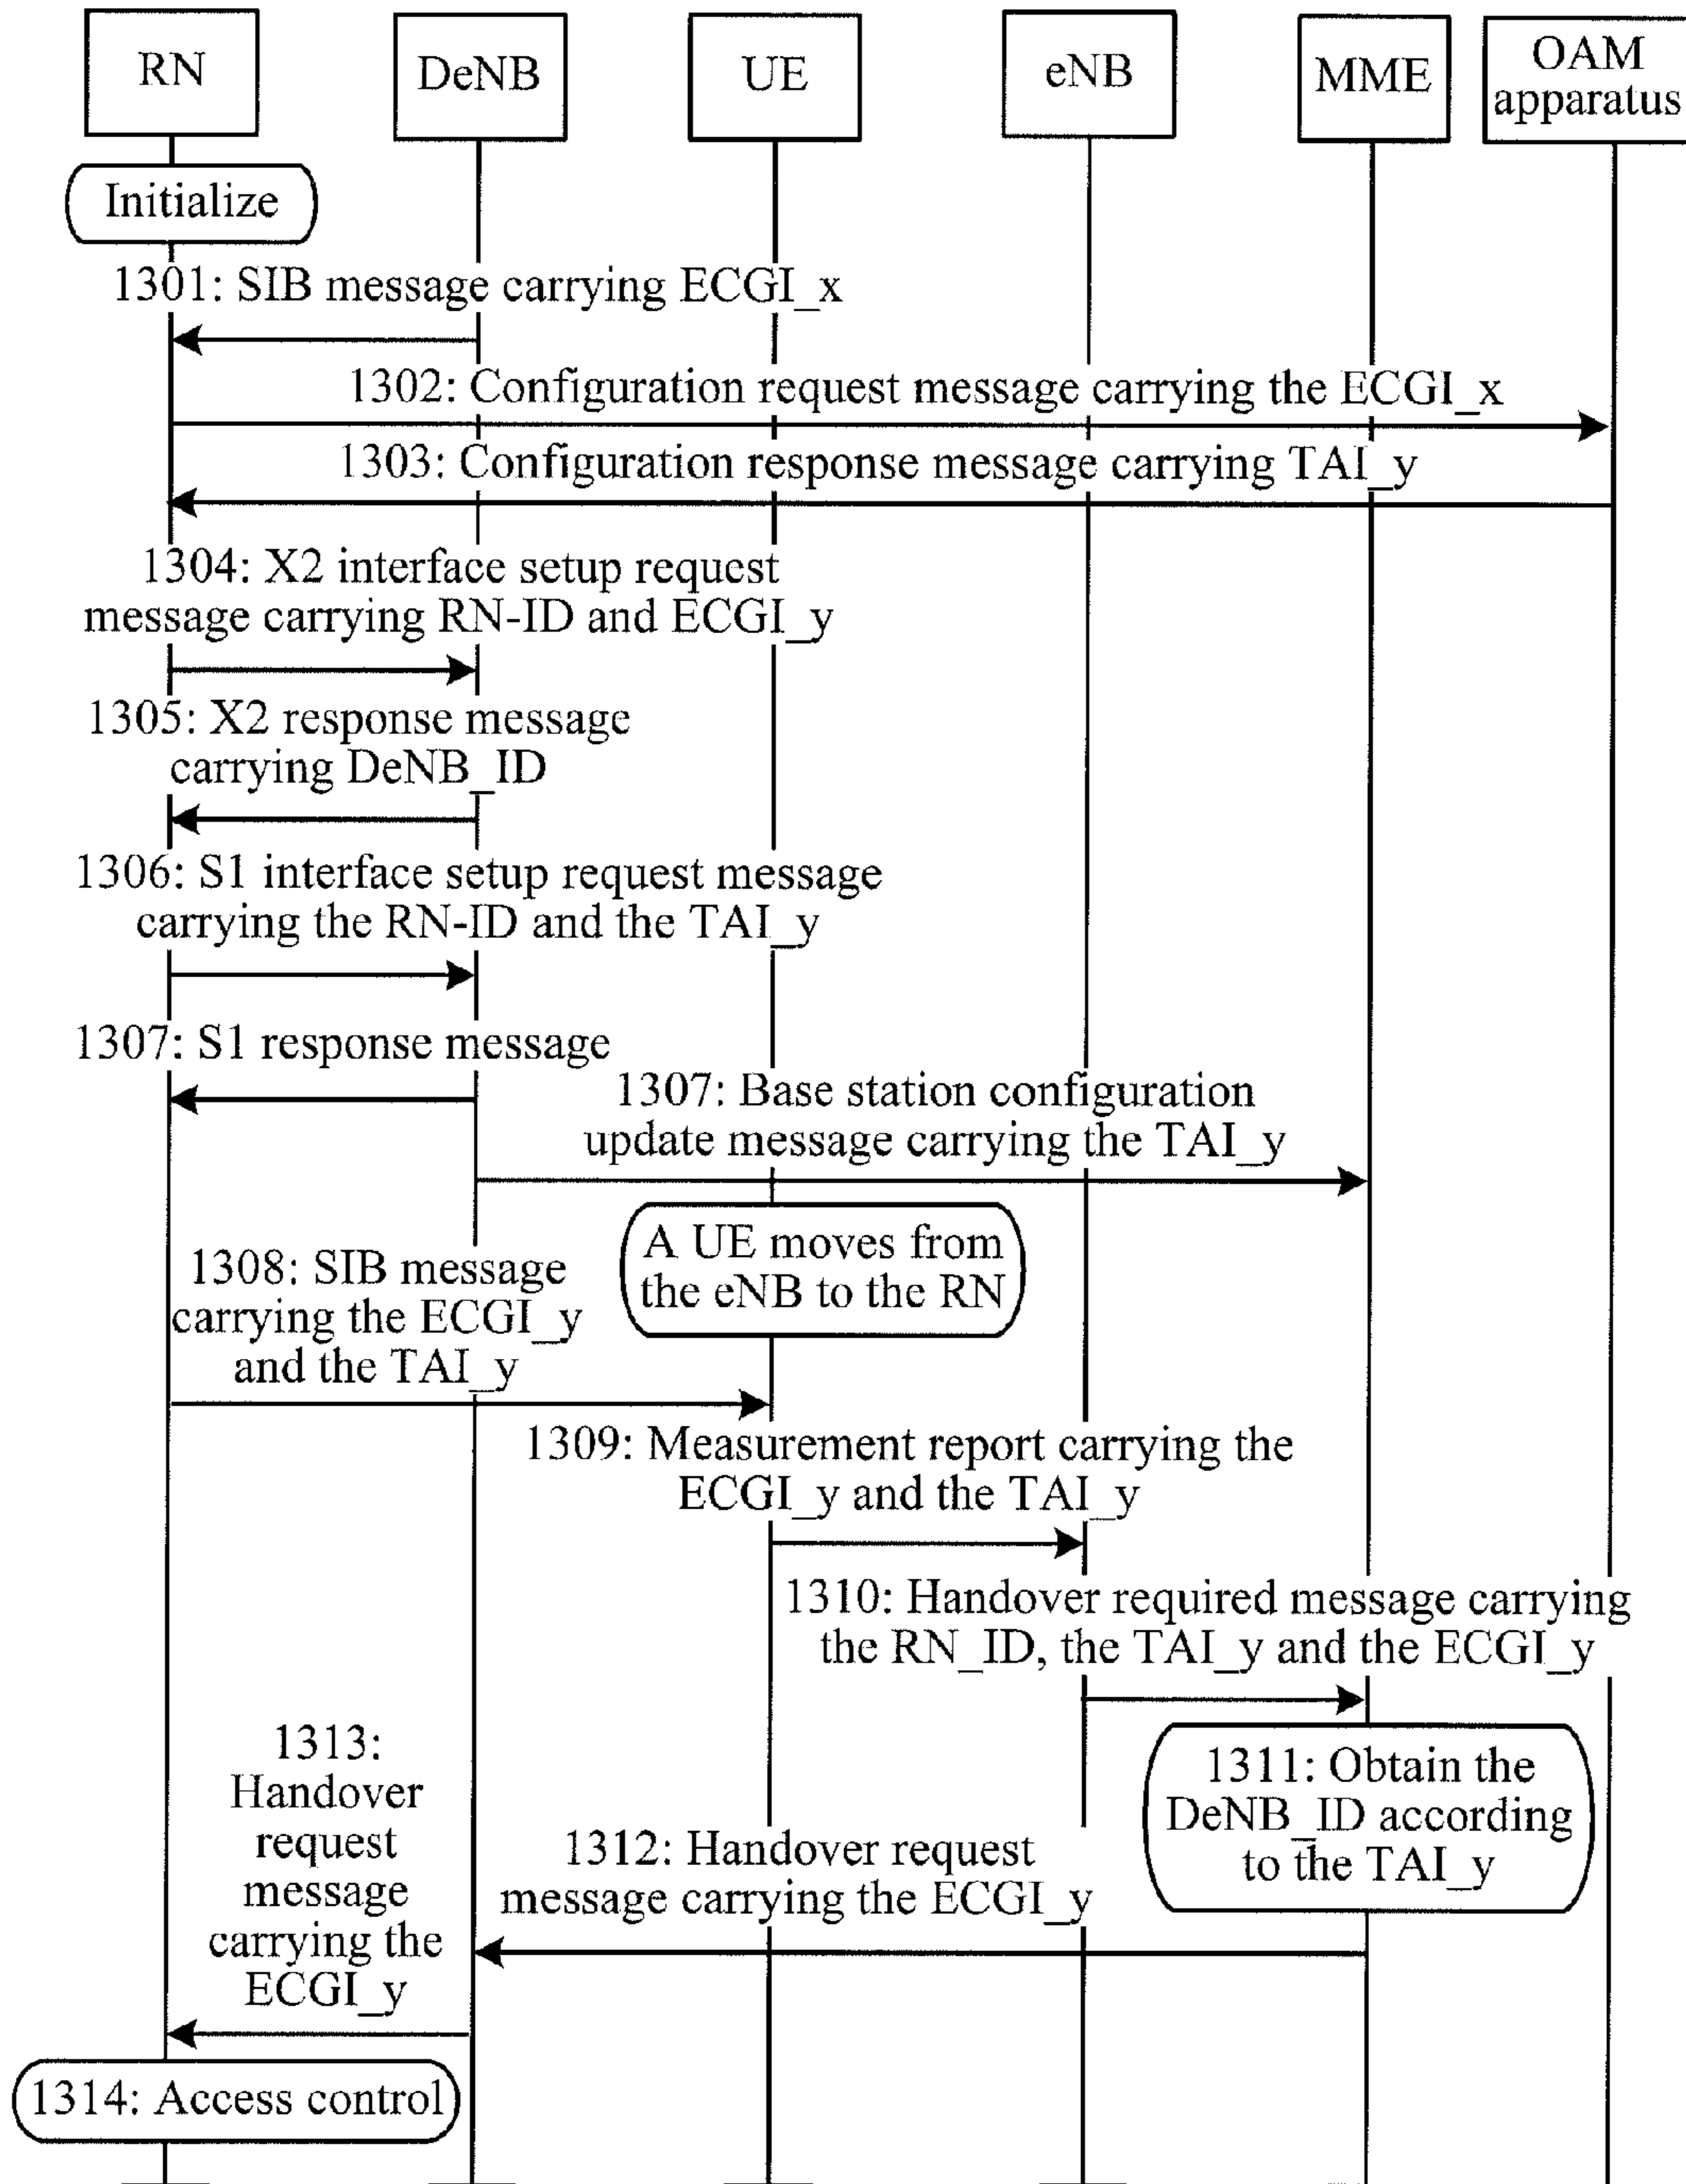 RN
DeNB
UE
eNB
MME
OAM
apparatus
Initialize
1301: SIB message carrying ECGI_x
1302: Configuration request message carrying the ECGI_x
1303: Configuration response message carrying TAI_y
1304: X2 interface setup request
message carrying RN-ID and ECGI_y
1305: X2 response message
carrying DeNB_ID
1306: S1 interface setup request message
carrying the RN-ID and the TAI_y
1307: S1 response message
1307: Base station configuration
update message carrying the TAI_y
A UE moves from
the eNB to the RN
1308: SIB message
carrying the ECGI_y
and the TAI_y
1309: Measurement report carrying the
ECGI_y and the TAI_y
1310: Handover required message carrying
the RN_ID, the TAI_y and the ECGI_y
1311: Obtain the
DeNB_ID according
to the TAI_y
1312: Handover request
message carrying the ECGI_y
1313:
Handover
request
message
carrying the
ECGI_y
1314: Access control